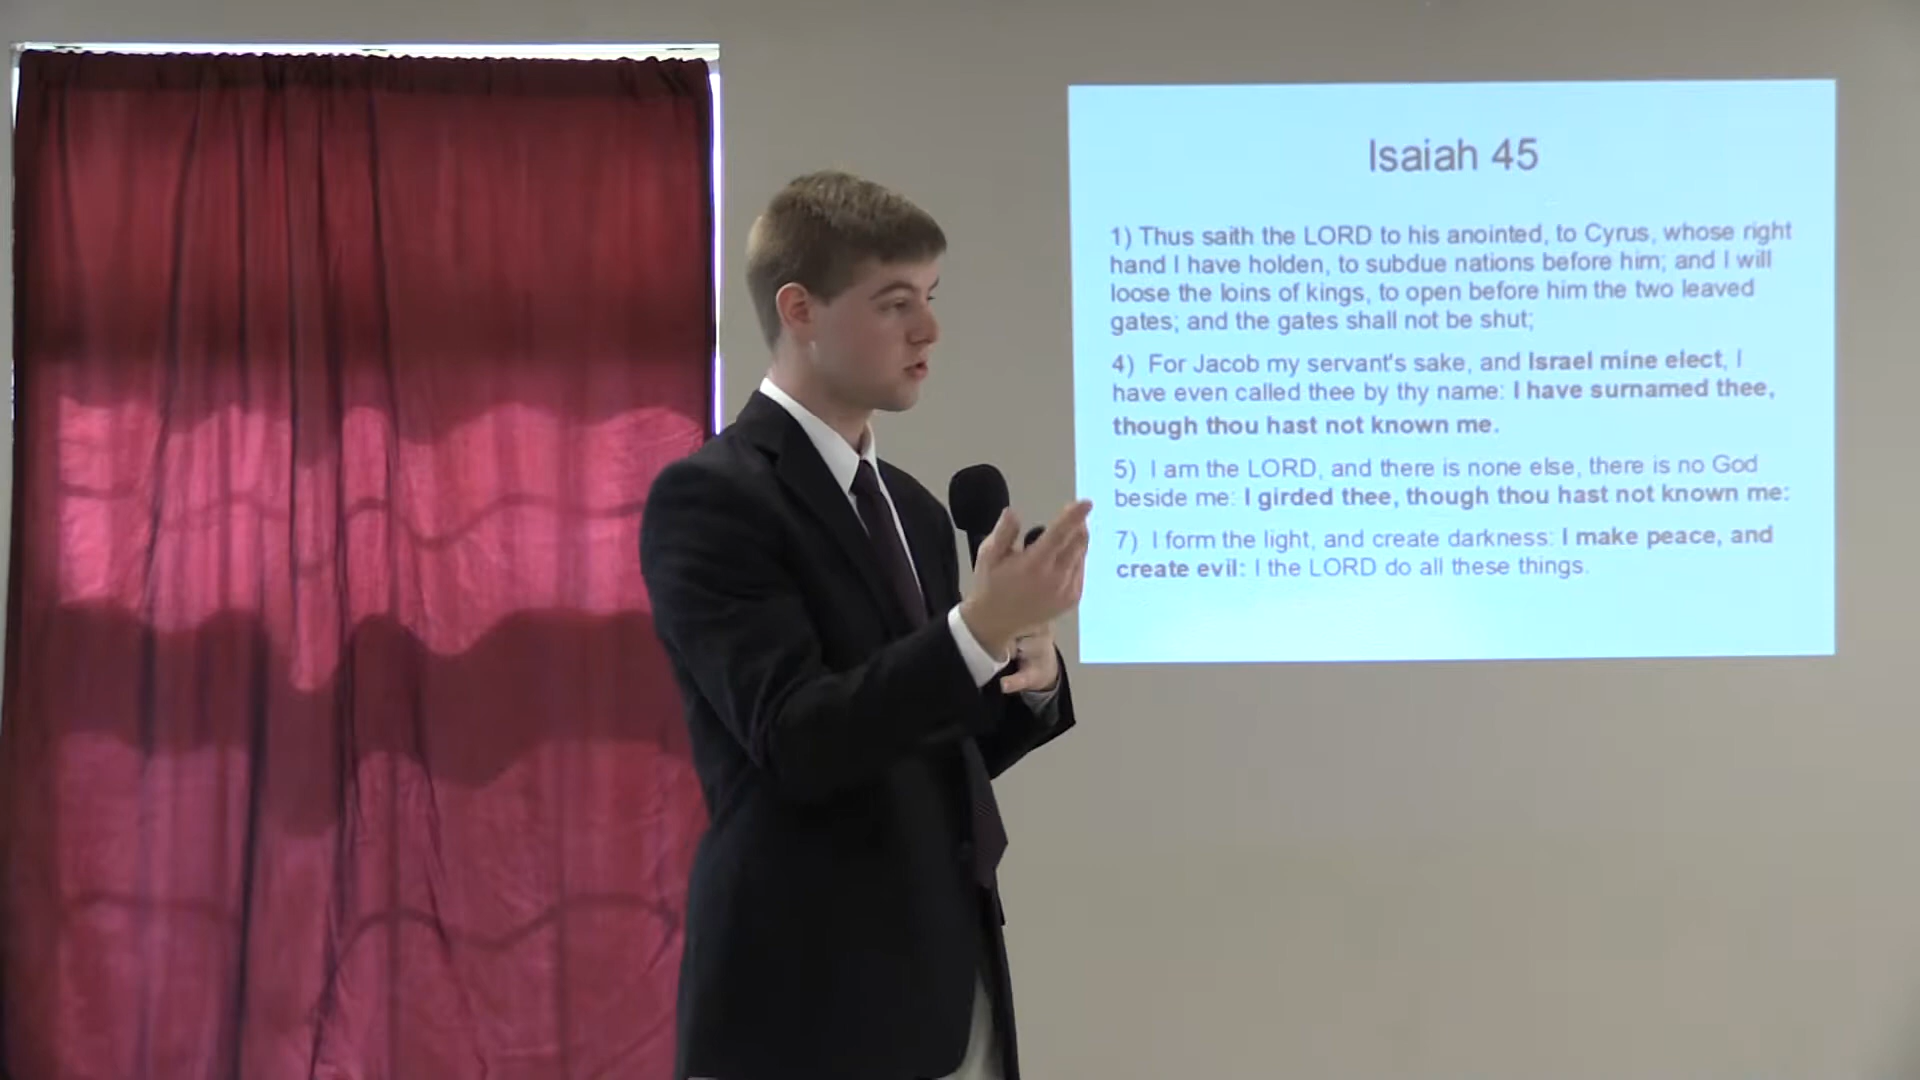 Isaiah 45
1) Thus saith the LORD to his anointed, to Cyrus, whose right
hand I have holden, to subdue nations before him; and I will
loose the loins of kings, to open before him the two leaved
gates; and the gates shall not be shut;
4) For Jacob my servant's sake, and Israel mine elect, I
have even called thee by thy name: I have surnamed thee,
though thou hast not known me.
5) I am the LORD, and there is none else, there is no God
beside me: I girded thee, though thou hast not known me:
7) I form the light, and create darkness: I make peace, and
create evil: I the LORD do all these things.